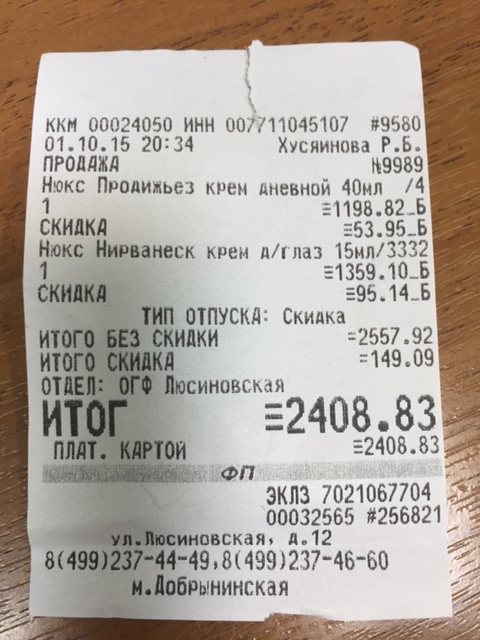 ККМ 00024050 ИНН 007711045107 #9580
01.10.15 20:34 Хусяинова Р.Б.
ПРОДАЖА №9989
Нюкс Продижьез крем дневной 40мл /4
1 ≡1198.82_Б
СКИДКА ≡53.95_Б
Нюкс Нирванеск крем д/глаз 15мл/3332
1 ≡1359.10_Б
СКИДКА ≡95.14_Б
ТИП ОТПУСКА: Скидка
ИТОГО БЕЗ СКИДКИ =2557.92
ИТОГО СКИДКА =149.09
ОТДЕЛ: ОГФ Люсиновская
ИТОГ ≡2408.83
ПЛАТ. КАРТОЙ ≡2408.83
ФП
ЭКЛЗ 7021067704
00032565 #256821
ул.Люсиновская, д.12
8(499)237-44-49,8(499)237-46-60
м.Добрынинская